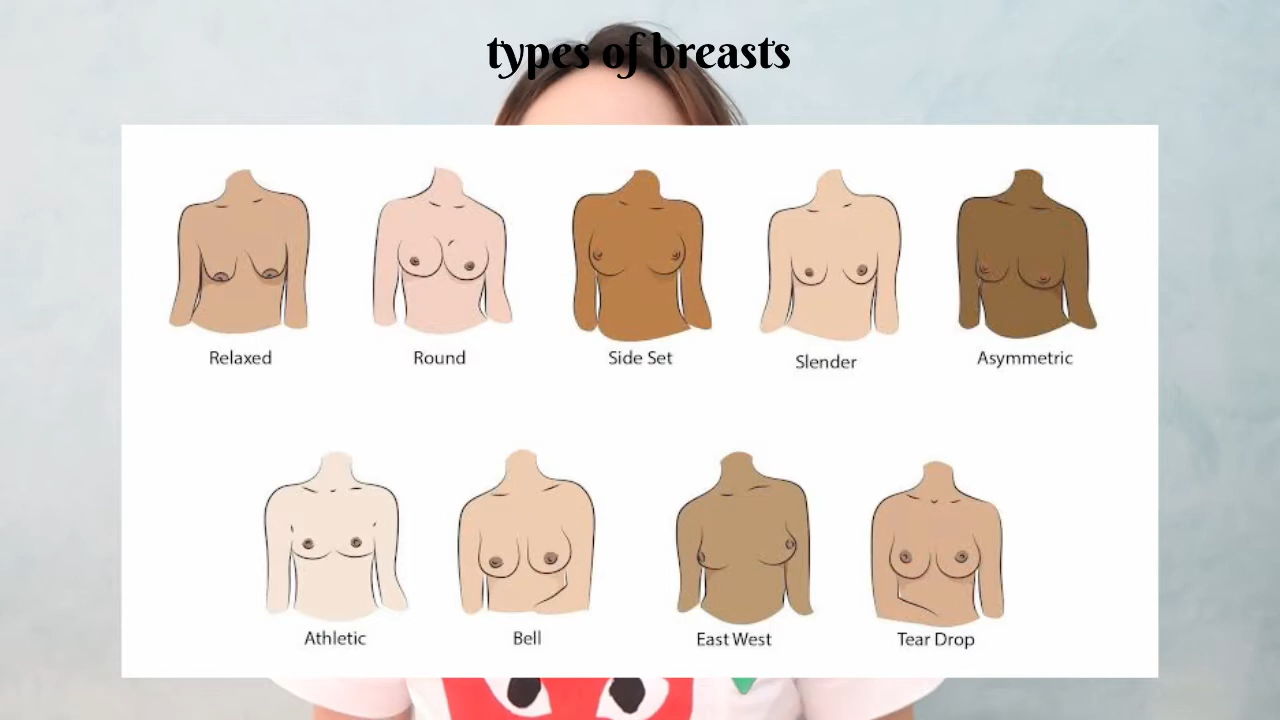 types of breasts
Relaxed
Round
Side Set
Slender
Asymmetric
Athletic
Bell
East West
Tear Drop